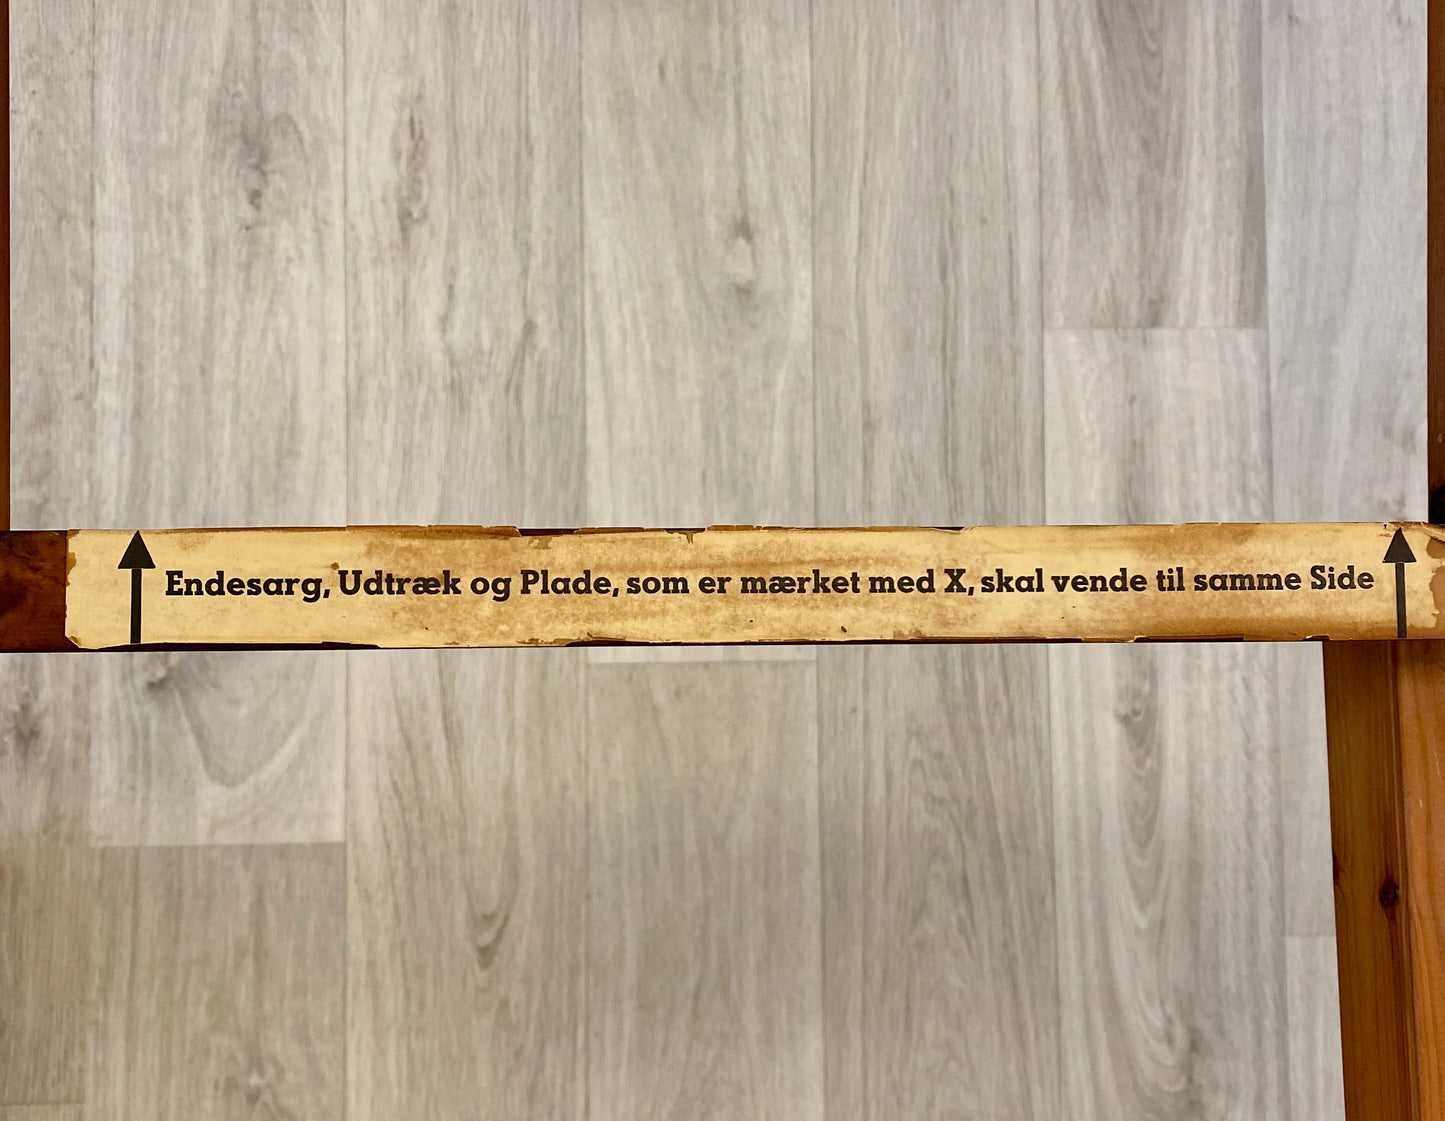 Endesarg, Udtræk og Plade, som er mærket med X, skal vende til samme Side